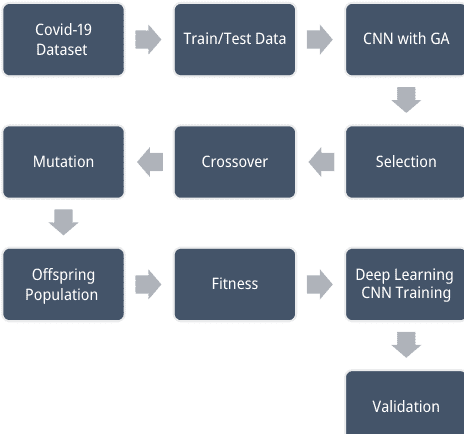 Covid-19
Dataset
Train/Test Data
CNN with GA
Mutation
Crossover
Selection
Offspring
Population
Fitness
Deep Learning
CNN Training
Validation